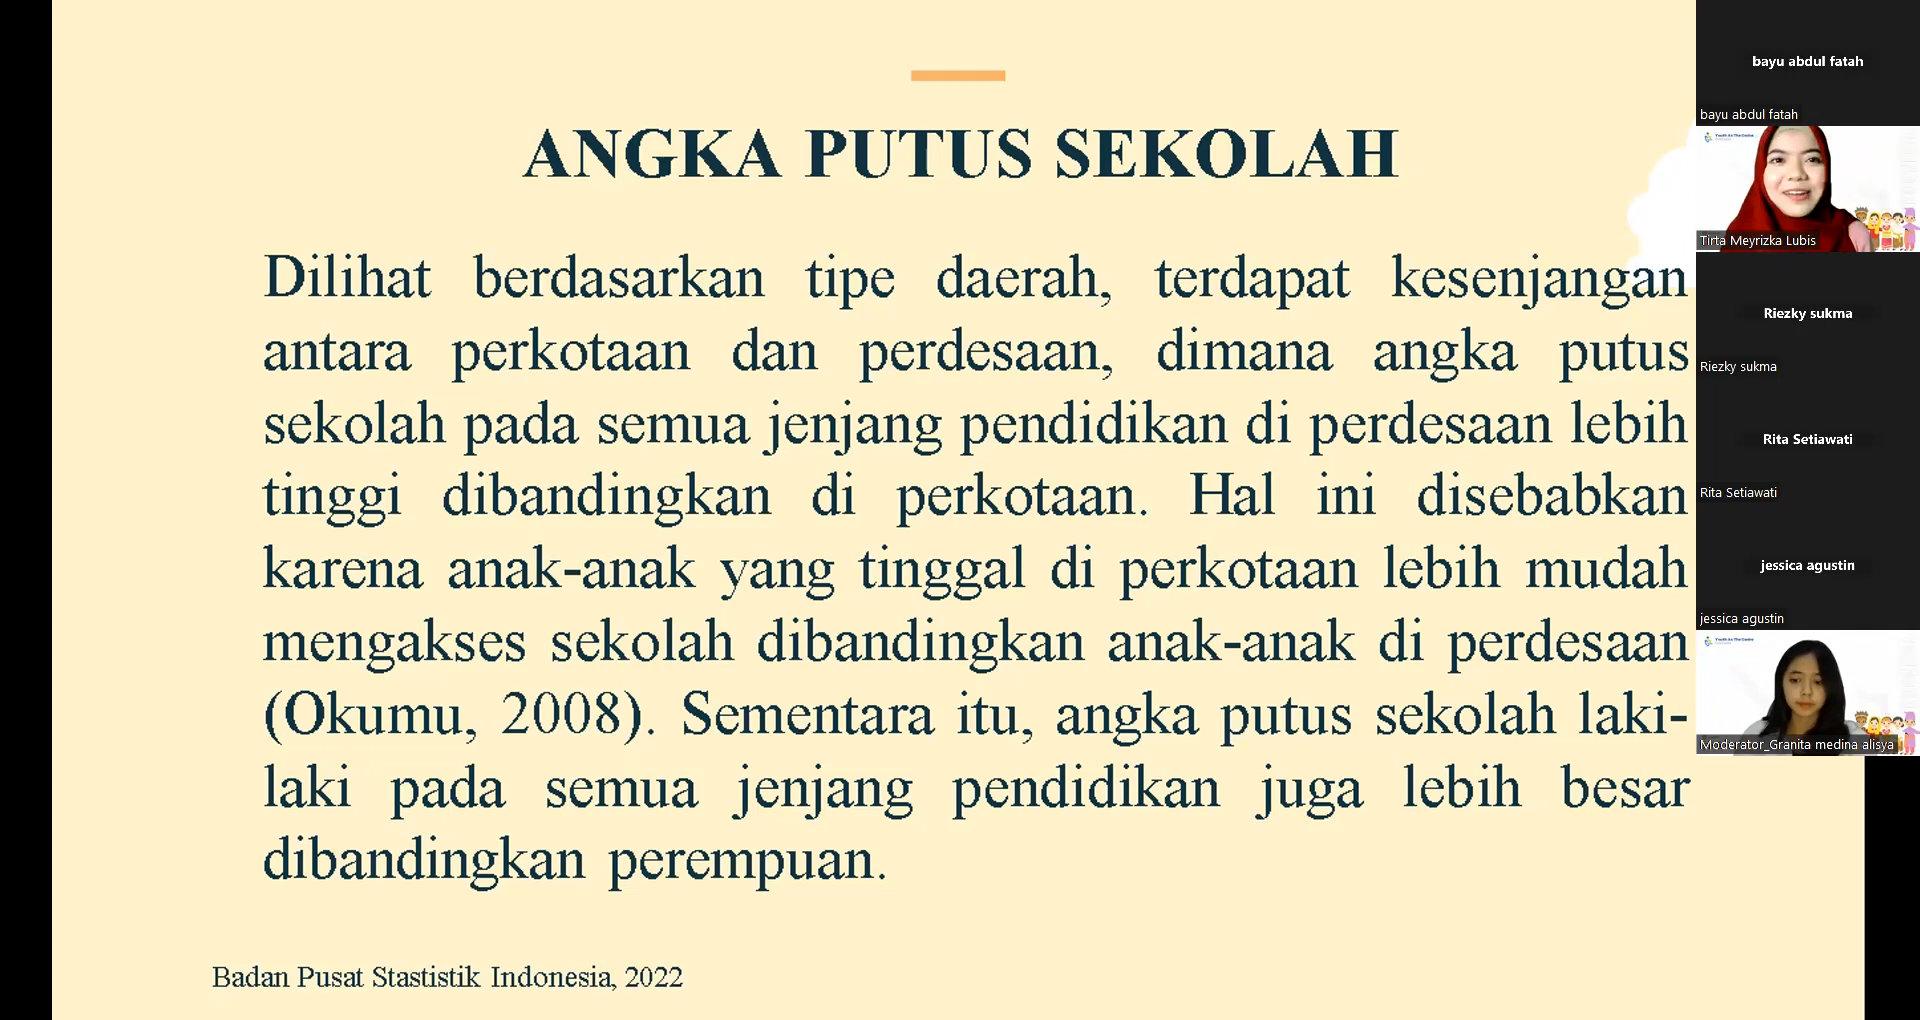 ANGKA PUTUS SEKOLAH
Dilihat berdasarkan tipe daerah, terdapat kesenjangan
antara perkotaan dan perdesaan, dimana angka putus
sekolah pada semua jenjang pendidikan di perdesaan lebih
tinggi dibandingkan di perkotaan. Hal ini disebabkan
karena anak-anak yang tinggal di perkotaan lebih mudah
mengakses sekolah dibandingkan anak-anak di perdesaan
(Okumu, 2008). Sementara itu, angka putus sekolah laki-
laki pada semua jenjang pendidikan juga lebih besar
dibandingkan perempuan.
Badan Pusat Stastistik Indonesia, 2022
bayu abdul fatah
bayu abdul fatah
Tirta Meyrizka Lubis
Riezky sukma
Riezky sukma
Rita Setiawati
Rita Setiawati
jessica agustin
jessica agustin
Moderator_Granita medina alisya